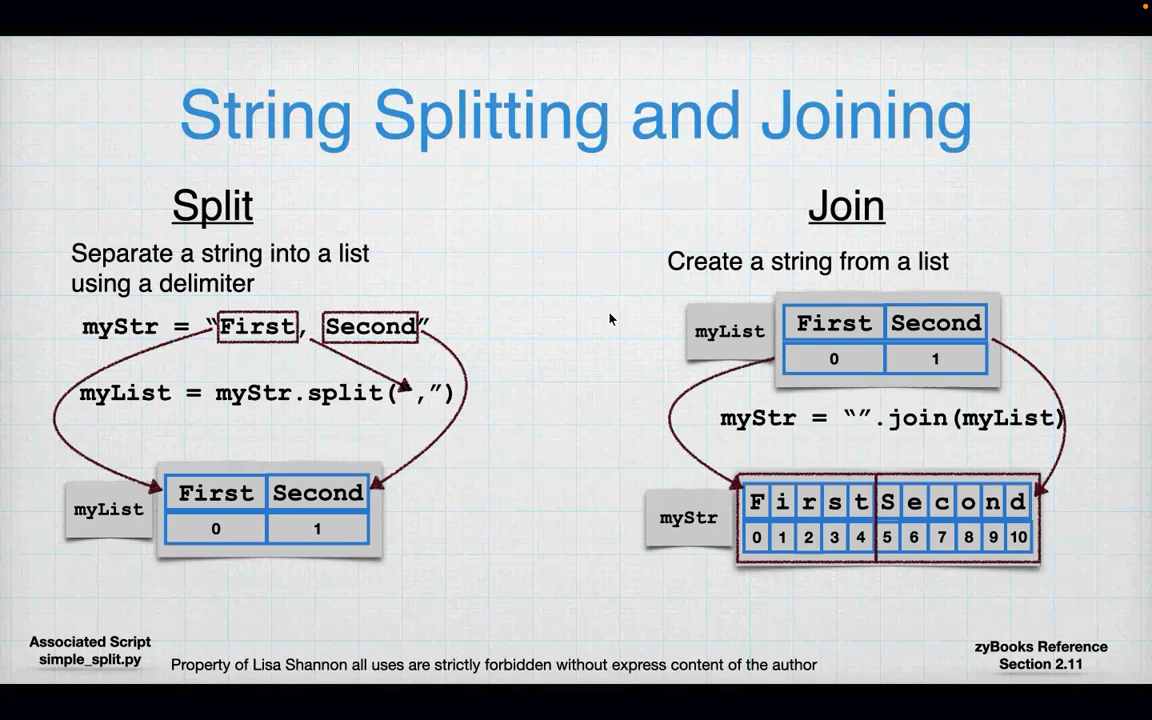 String Splitting and Joining
Split
Separate a string into a list
using a delimiter
myStr = “First, Second”
myList = myStr.split(“,”)
myList
First Second
0 1
Join
Create a string from a list
myList
First Second
0 1
myStr = “”.join(myList)
myStr
F i r s t S e c o n d
0 1 2 3 4 5 6 7 8 9 10
Associated Script
simple_split.py
Property of Lisa Shannon all uses are strictly forbidden without express content of the author
zyBooks Reference
Section 2.11